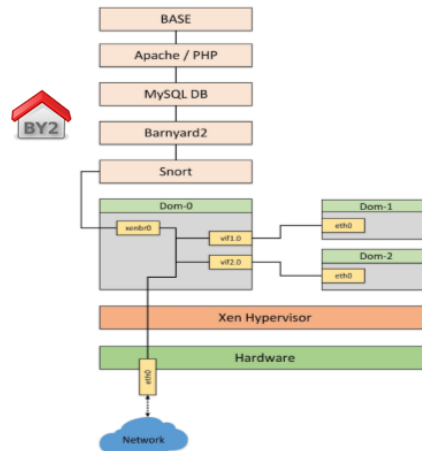 BASE
Apache / PHP
MySQL DB
BY2
Barnyard2
Snort
Dom-0
Dom-1
xenbr0
vif1.0
eth0
Dom-2
vif2.0
eth0
Xen Hypervisor
Hardware
eth0
Network